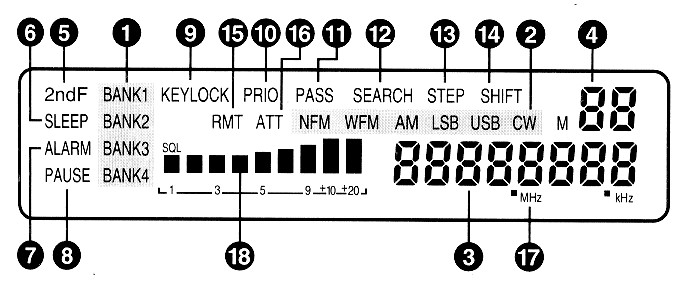 6 5 1 9 15 10 16 11 12 13 14 2 4
2ndF BANK1 KEYLOCK PRIO PASS SEARCH STEP SHIFT 88
SLEEP BANK2 RMT ATT NFM WFM AM LSB USB CW M
ALARM BANK3 SQL 88888888
PAUSE BANK4 1 3 5 9 ±10 ±20 MHz kHz
7 8 18 3 17